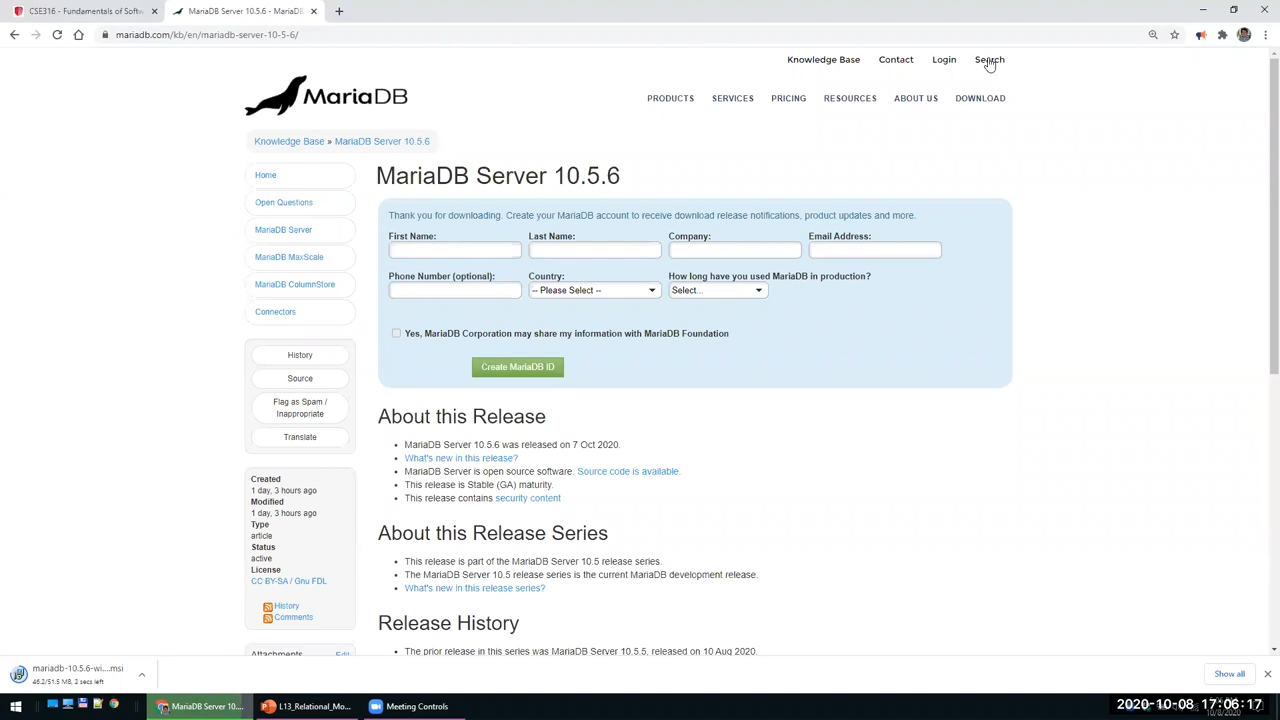 CSE316 - Fundamentals of Softw
MariaDB Server 10.5.6 - MariaDB
mariadb.com/kb/en/mariadb-server-10-5-6/
Knowledge Base
Contact
Login
Search
MariaDB
PRODUCTS
SERVICES
PRICING
RESOURCES
ABOUT US
DOWNLOAD
Knowledge Base » MariaDB Server 10.5.6
Home
Open Questions
MariaDB Server
MariaDB MaxScale
MariaDB ColumnStore
Connectors
History
Source
Flag as Spam /
Inappropriate
Translate
Created
1 day, 3 hours ago
Modified
1 day, 3 hours ago
Type
article
Status
active
License
CC BY-SA / Gnu FDL
History
Comments
Attachments
Edit
MariaDB Server 10.5.6
Thank you for downloading. Create your MariaDB account to receive download release notifications, product updates and more.
First Name:
Last Name:
Company:
Email Address:
Phone Number (optional):
Country:
How long have you used MariaDB in production?
-- Please Select --
Select...
Yes, MariaDB Corporation may share my information with MariaDB Foundation
Create MariaDB ID
About this Release
MariaDB Server 10.5.6 was released on 7 Oct 2020.
What's new in this release?
MariaDB Server is open source software. Source code is available.
This release is Stable (GA) maturity.
This release contains security content
About this Release Series
This release is part of the MariaDB Server 10.5 release series.
The MariaDB Server 10.5 release series is the current MariaDB development release.
What's new in this release series?
Release History
The prior release in this series was MariaDB Server 10.5.5, released on 10 Aug 2020.
mariadb-10.5.6-wi....msi
46.2/51.5 MB, 2 secs left
Show all
MariaDB Server 10....
L13_Relational_Mo...
Meeting Controls
2020-10-08 17:06:17
10/8/2020